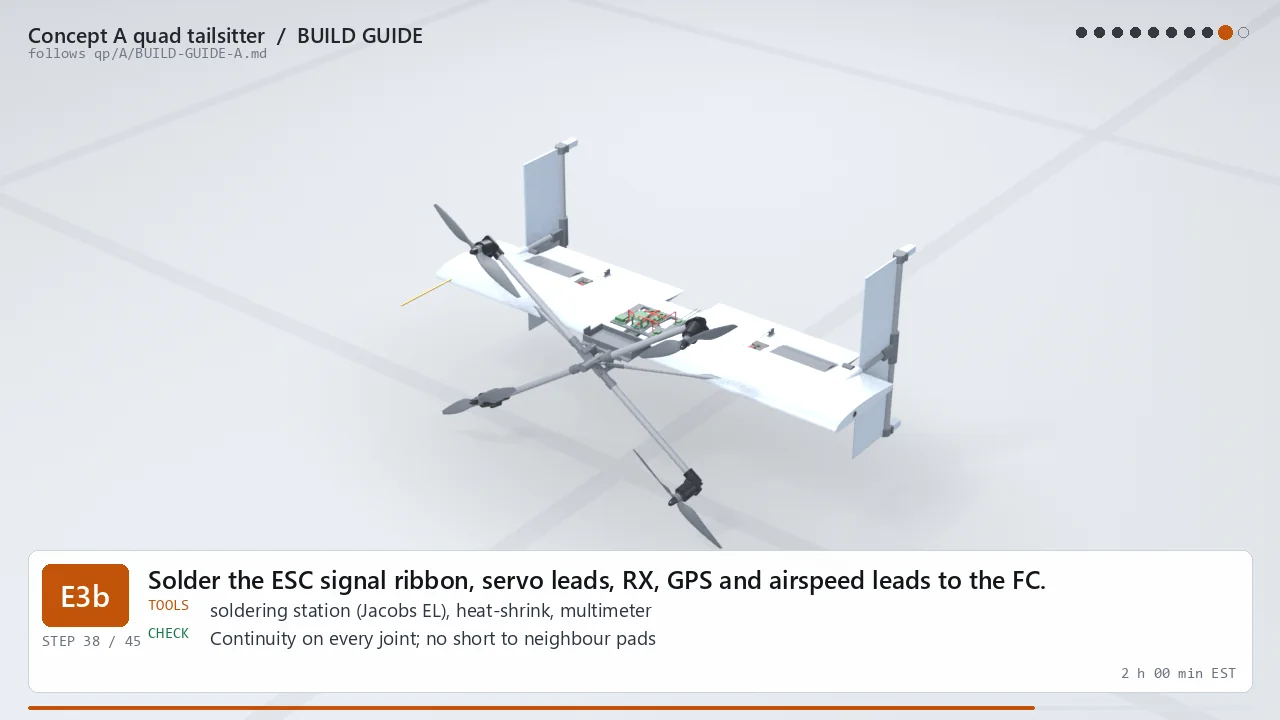 Concept A quad tailsitter / BUILD GUIDE
follows qp/A/BUILD-GUIDE-A.md
E3b
Solder the ESC signal ribbon, servo leads, RX, GPS and airspeed leads to the FC.
TOOLS soldering station (Jacobs EL), heat-shrink, multimeter
STEP 38 / 45
CHECK Continuity on every joint; no short to neighbour pads
2 h 00 min EST